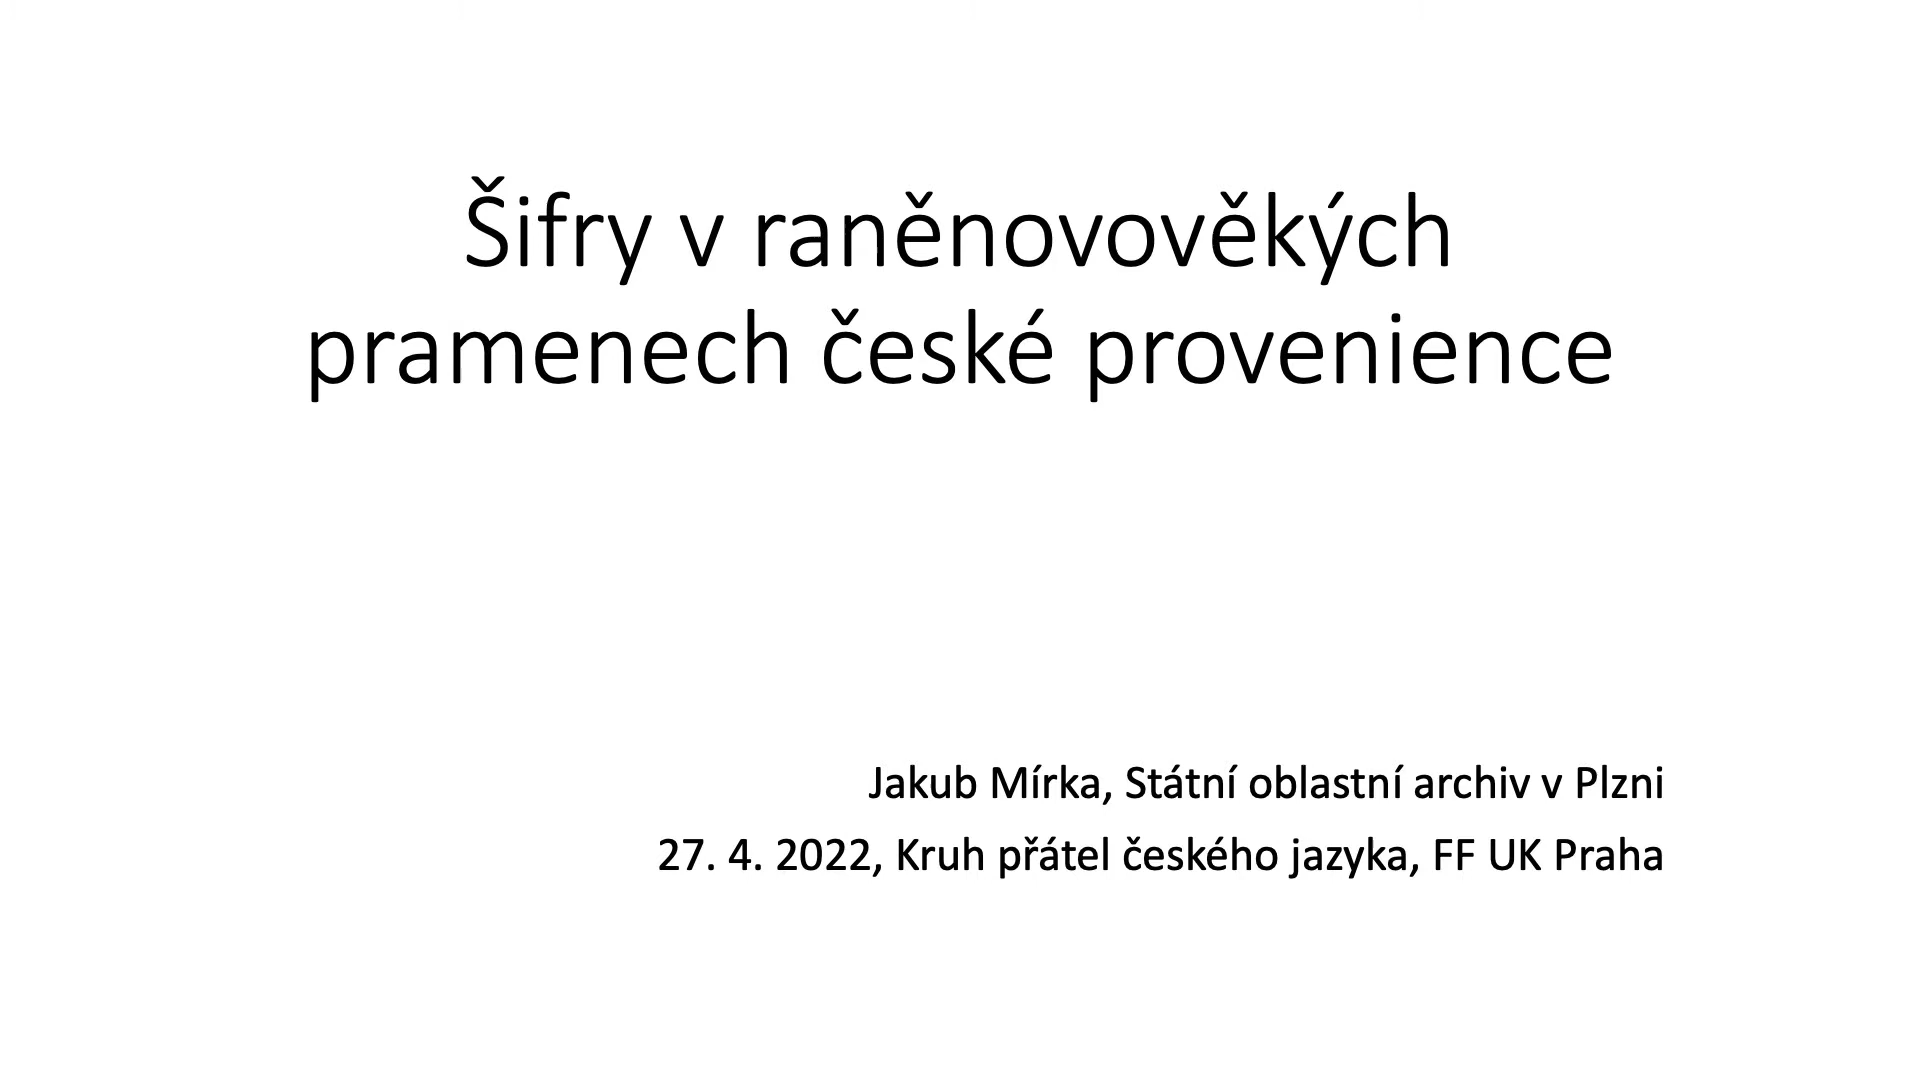 Šifry v raněnovověkých
pramenech české provenience
Jakub Mírka, Státní oblastní archiv v Plzni
27. 4. 2022, Kruh přátel českého jazyka, FF UK Praha